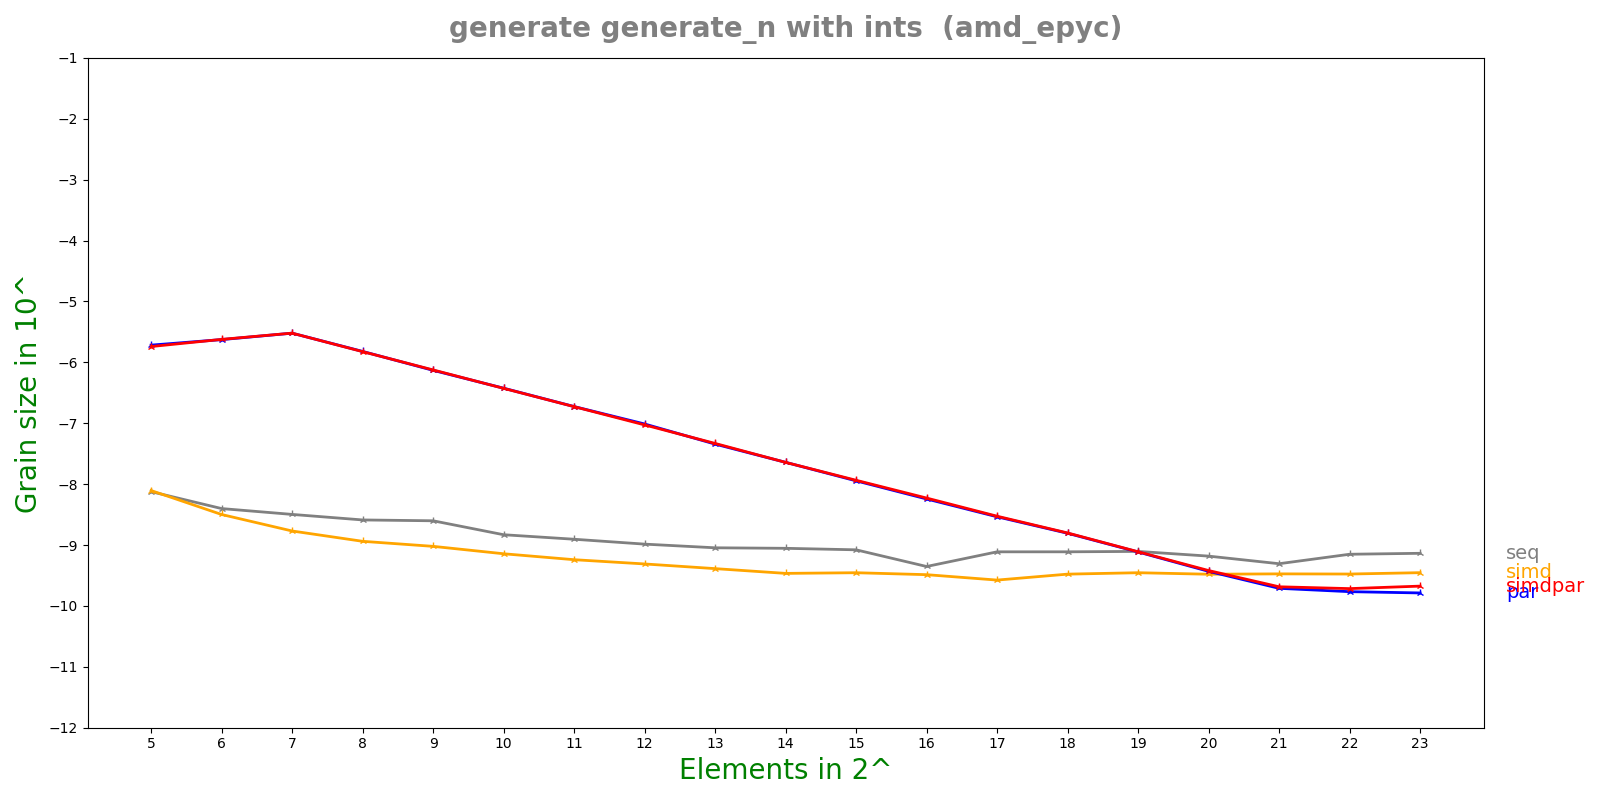 generate generate_n with ints  (amd_epyc)
Grain size in 10^
−1
−2
−3
−4
−5
−6
−7
−8
−9
−10
−11
−12
seq
simd
simdpar
par
5 6 7 8 9 10 11 12 13 14 15 16 17 18 19 20 21 22 23
Elements in 2^